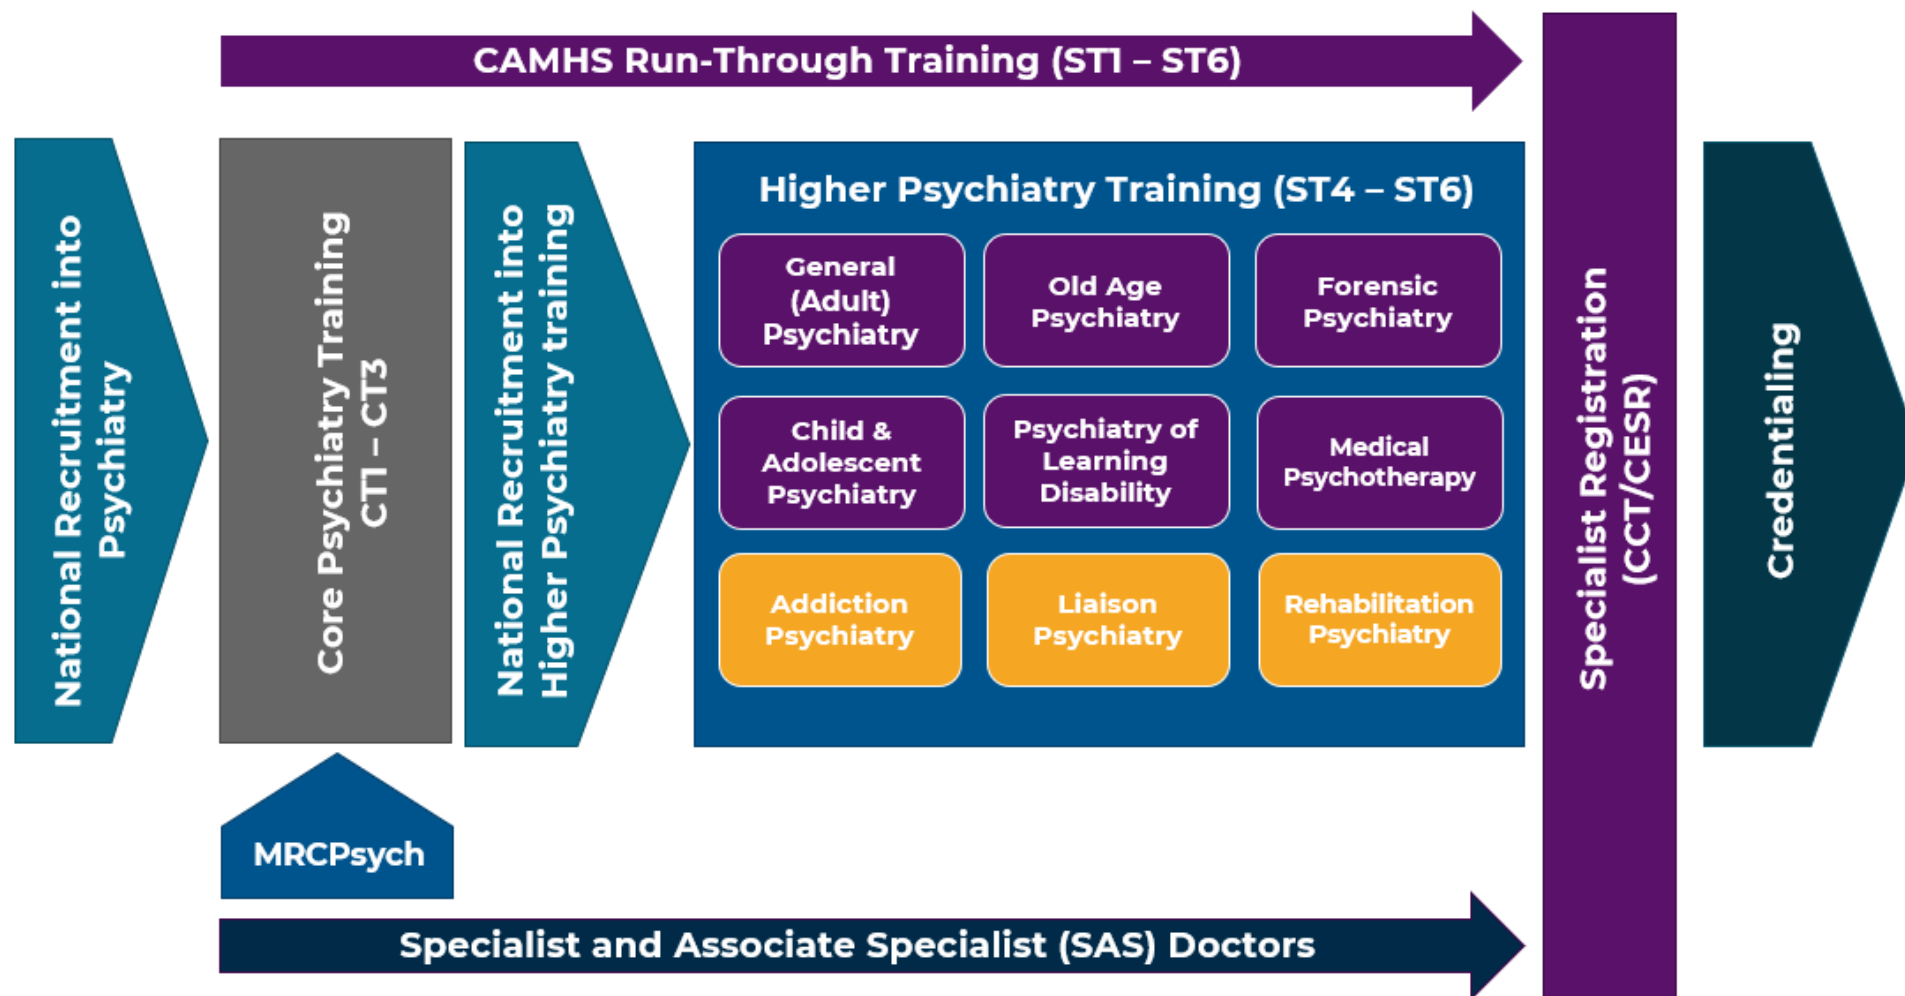 CAMHS Run-Through Training (ST1 – ST6)
National Recruitment into
Psychiatry
Core Psychiatry Training
CT1 – CT3
National Recruitment into
Higher Psychiatry training
Higher Psychiatry Training (ST4 – ST6)
General
(Adult)
Psychiatry
Old Age
Psychiatry
Forensic
Psychiatry
Child &
Adolescent
Psychiatry
Psychiatry of
Learning
Disability
Medical
Psychotherapy
Addiction
Psychiatry
Liaison
Psychiatry
Rehabilitation
Psychiatry
Specialist Registration
(CCT/CESR)
Credentialing
MRCPsych
Specialist and Associate Specialist (SAS) Doctors